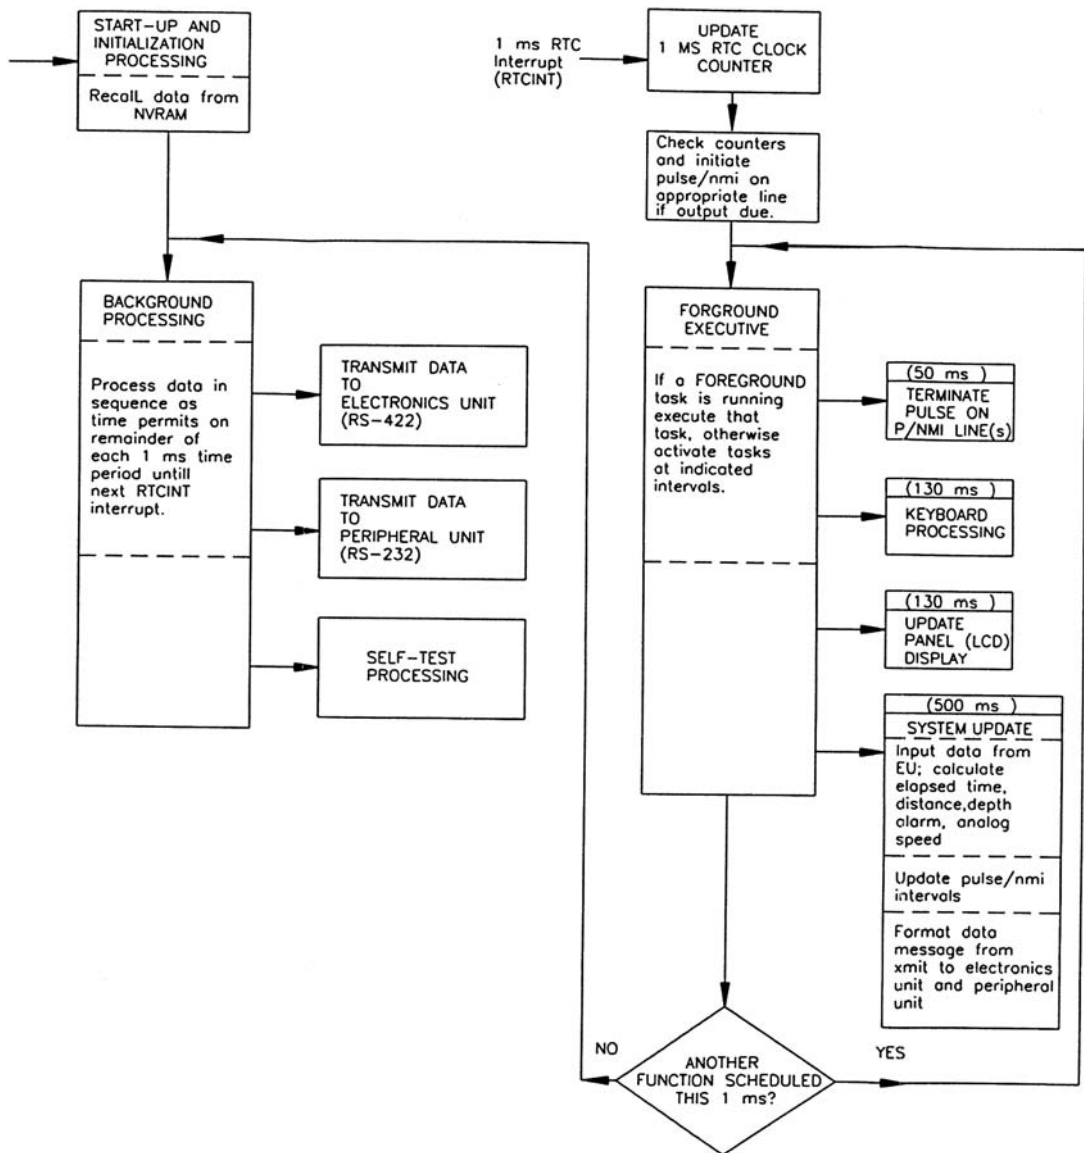 START-UP AND
INITIALIZATION
PROCESSING
RecalL data from
NVRAM
1 ms RTC
Interrupt
(RTCINT)
UPDATE
1 MS RTC CLOCK
COUNTER
Check counters
and initiate
pulse/nmi on
appropriate line
if output due.
BACKGROUND
PROCESSING
Process data in
sequence as
time permits on
remainder of
each 1 ms time
period untill
next RTCINT
interrupt.
TRANSMIT DATA
TO
ELECTRONICS UNIT
(RS-422)
TRANSMIT DATA
TO
PERIPHERAL UNIT
(RS-232)
SELF-TEST
PROCESSING
FORGROUND
EXECUTIVE
If a FOREGROUND
task is running
execute that
task, otherwise
activate tasks
at indicated
intervals.
(50 ms )
TERMINATE
PULSE ON
P/NMI LINE(s)
(130 ms )
KEYBOARD
PROCESSING
(130 ms )
UPDATE
PANEL (LCD)
DISPLAY
(500 ms )
SYSTEM UPDATE
Input data from
EU; calculate
elapsed time,
distance,depth
alarm, analog
speed
Update pulse/nmi
intervals
Format data
message from
xmit to electronics
unit and peripheral
unit
NO
ANOTHER
FUNCTION SCHEDULED
THIS 1 ms?
YES